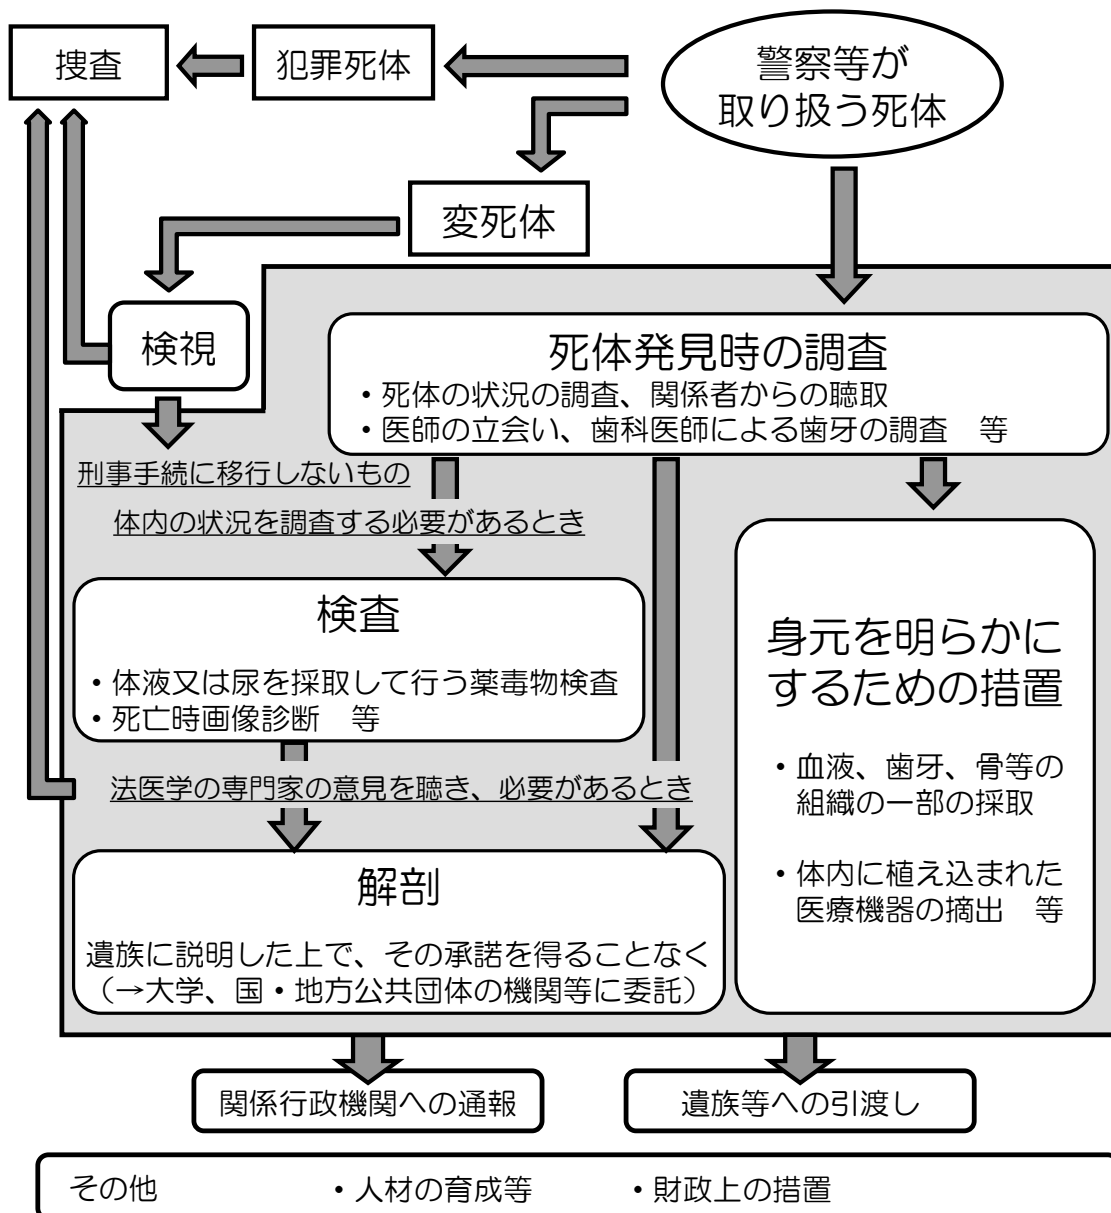 警察等が
取り扱う死体
犯罪死体
捜査
変死体
検視
死体発見時の調査
・死体の状況の調査、関係者からの聴取
・医師の立会い、歯科医師による歯牙の調査　等
刑事手続に移行しないもの
体内の状況を調査する必要があるとき
検査
・体液又は尿を採取して行う薬毒物検査
・死亡時画像診断　等
法医学の専門家の意見を聴き、必要があるとき
解剖
遺族に説明した上で、その承諾を得ることなく
（→大学、国・地方公共団体の機関等に委託）
身元を明らかに
するための措置
・血液、歯牙、骨等の
組織の一部の採取
・体内に植え込まれた
医療機器の摘出　等
関係行政機関への通報
遺族等への引渡し
その他　・人材の育成等　・財政上の措置